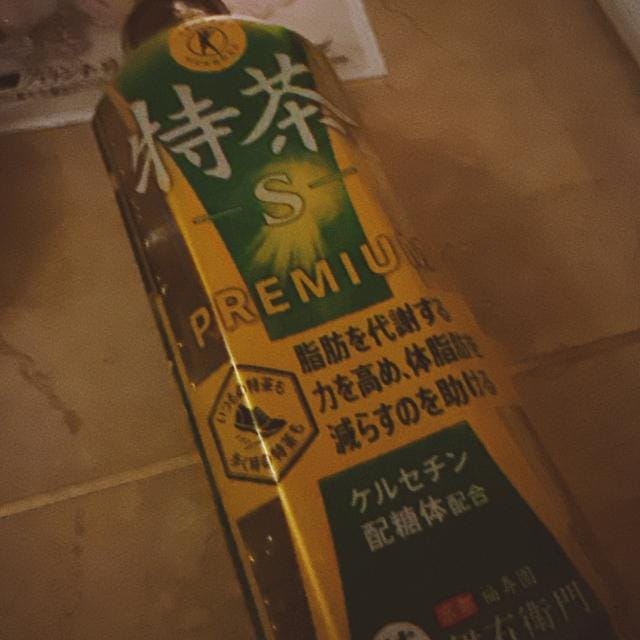 特茶
S
PREMIUM
脂肪を代謝する
力を高め、体脂肪を
減らすのを助ける
ケルセチン
配糖体配合